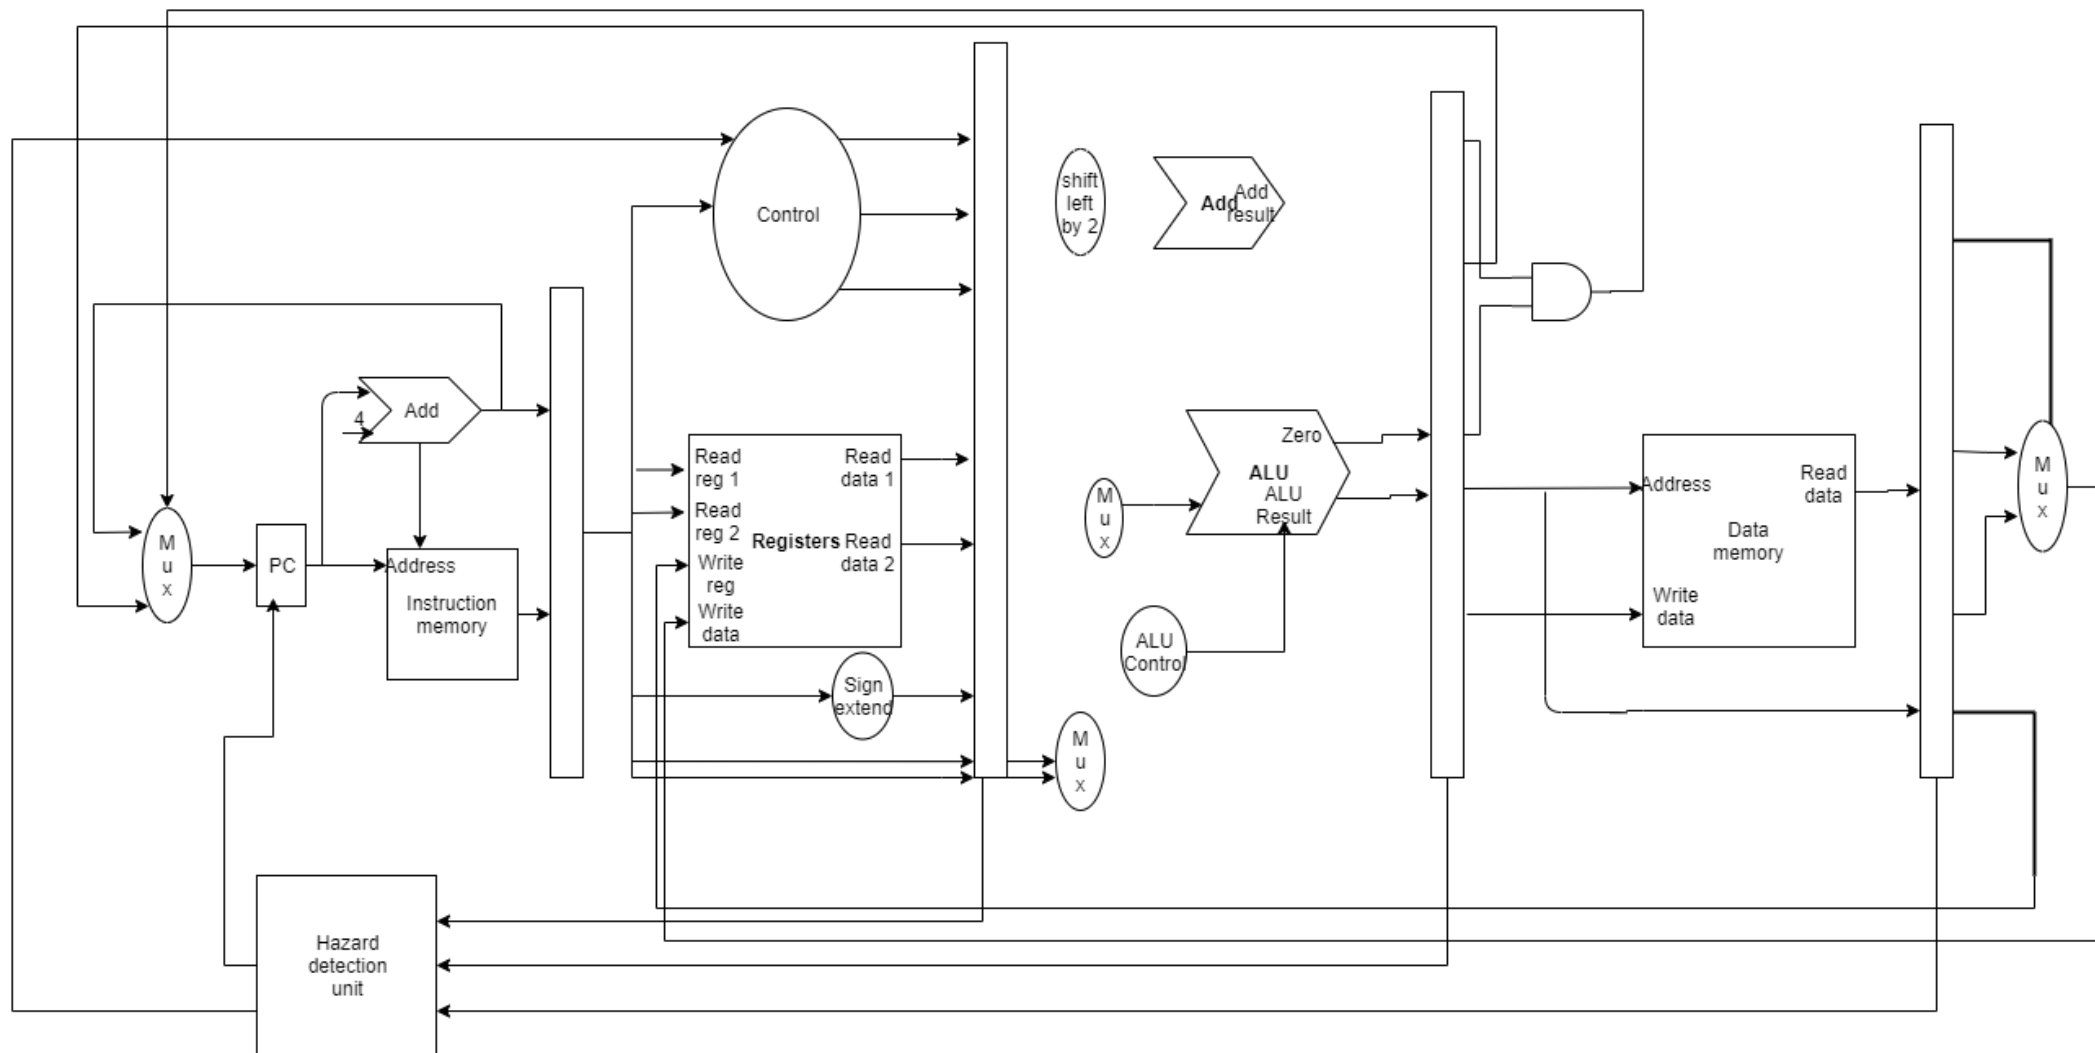 Control
shift
left
by 2
Add
Add
result
4
Add
M
u
x
PC
Address
Instruction
memory
Read
reg 1
Read
reg 2
Write
reg
Write
data
Registers
Read
data 1
Read
data 2
Sign
extend
M
u
x
Zero
ALU
ALU
Result
ALU
Control
M
u
x
Address
Read
data
Data
memory
Write
data
M
u
x
Hazard
detection
unit